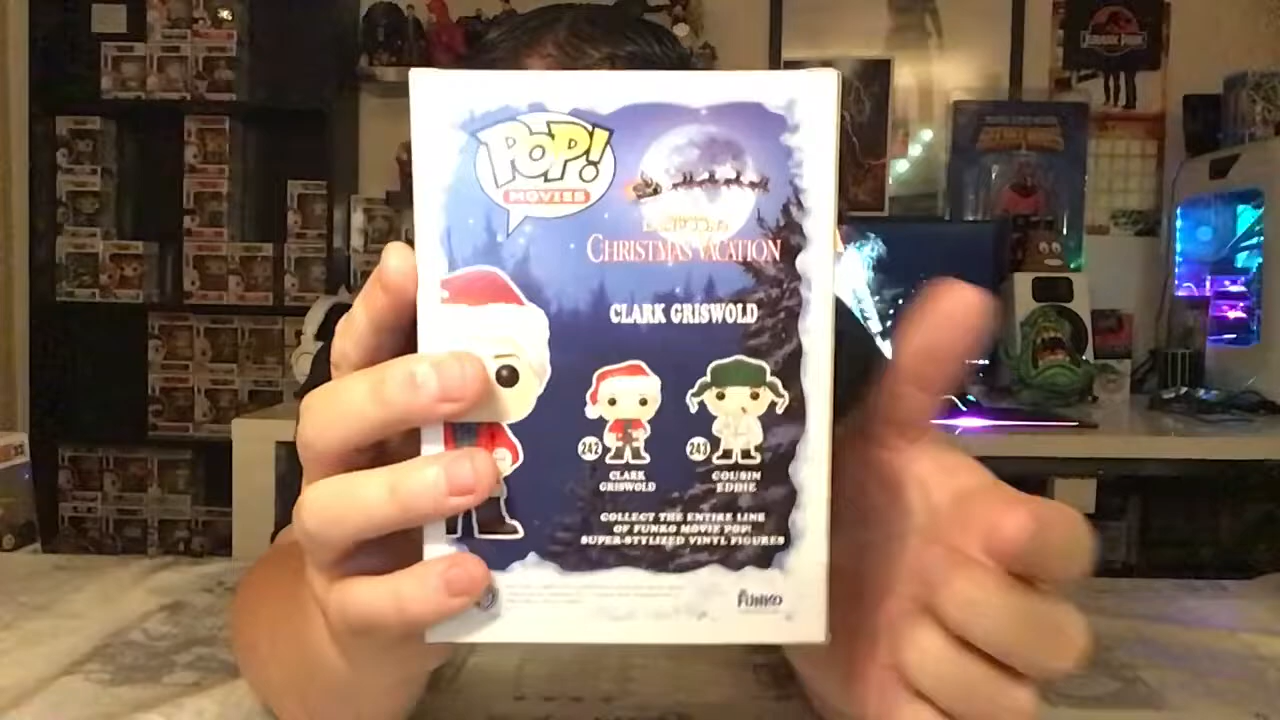 POP!
MOVIES
CHRISTMAS VACATION
CLARK GRISWOLD
242
243
CLARK
GRISWOLD
COUSIN
EDDIE
COLLECT THE ENTIRE LINE
OF FUNKO MOVIE POP!
SUPER-STYLIZED VINYL FIGURES
FUNKO
JURASSIC PARK